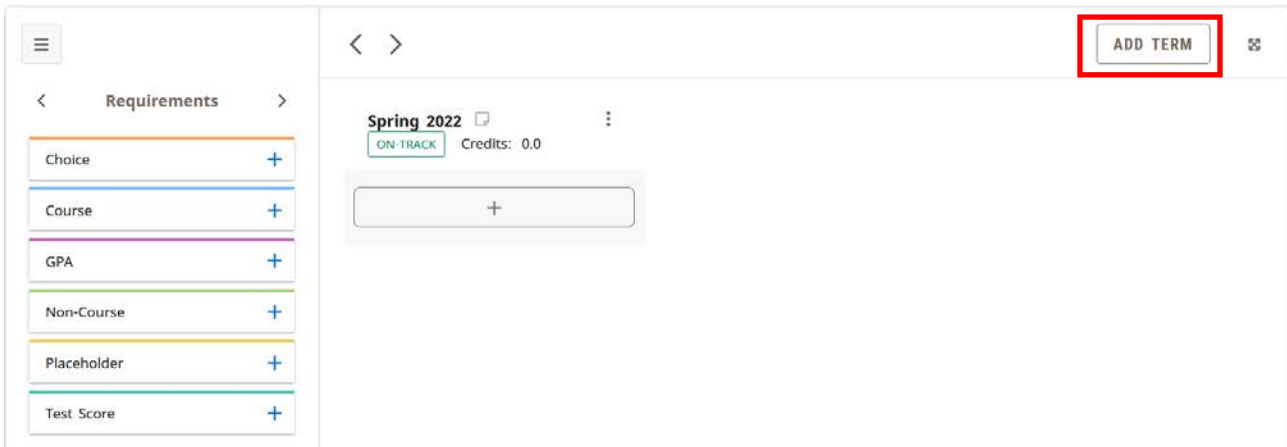 ADD TERM
Requirements
Spring 2022
ON-TRACK Credits: 0.0
Choice
Course
GPA
Non-Course
Placeholder
Test Score